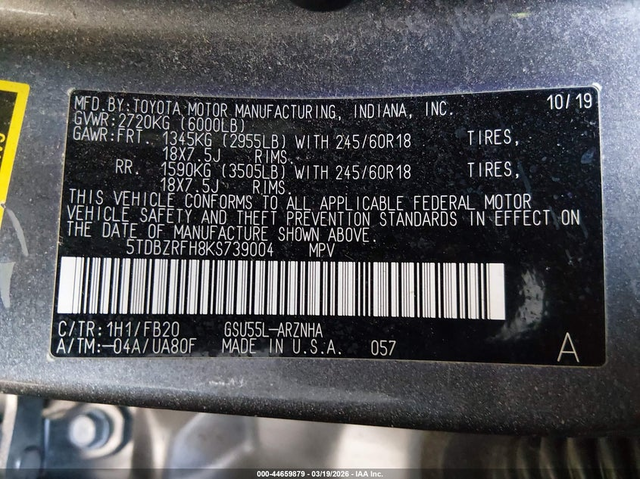 MFD.BY:TOYOTA MOTOR MANUFACTURING, INDIANA, INC. 10/19
GVWR:2720KG (6000LB)
GAWR:FRT. 1345KG (2955LB) WITH 245/60R18 TIRES,
18X7.5J RIMS.
RR. 1590KG (3505LB) WITH 245/60R18 TIRES,
18X7.5J RIMS.
THIS VEHICLE CONFORMS TO ALL APPLICABLE FEDERAL MOTOR
VEHICLE SAFETY AND THEFT PREVENTION STANDARDS IN EFFECT ON
THE DATE OF MANUFACTURE SHOWN ABOVE.
5TDBZRFH8KS739004 MPV
C/TR:1H1/FB20 GSU55L-ARZNHA
A/TM:-04A/UA80F MADE IN U.S.A. 057 A
000-44659879 | 03/19/2026 | IAA Inc.